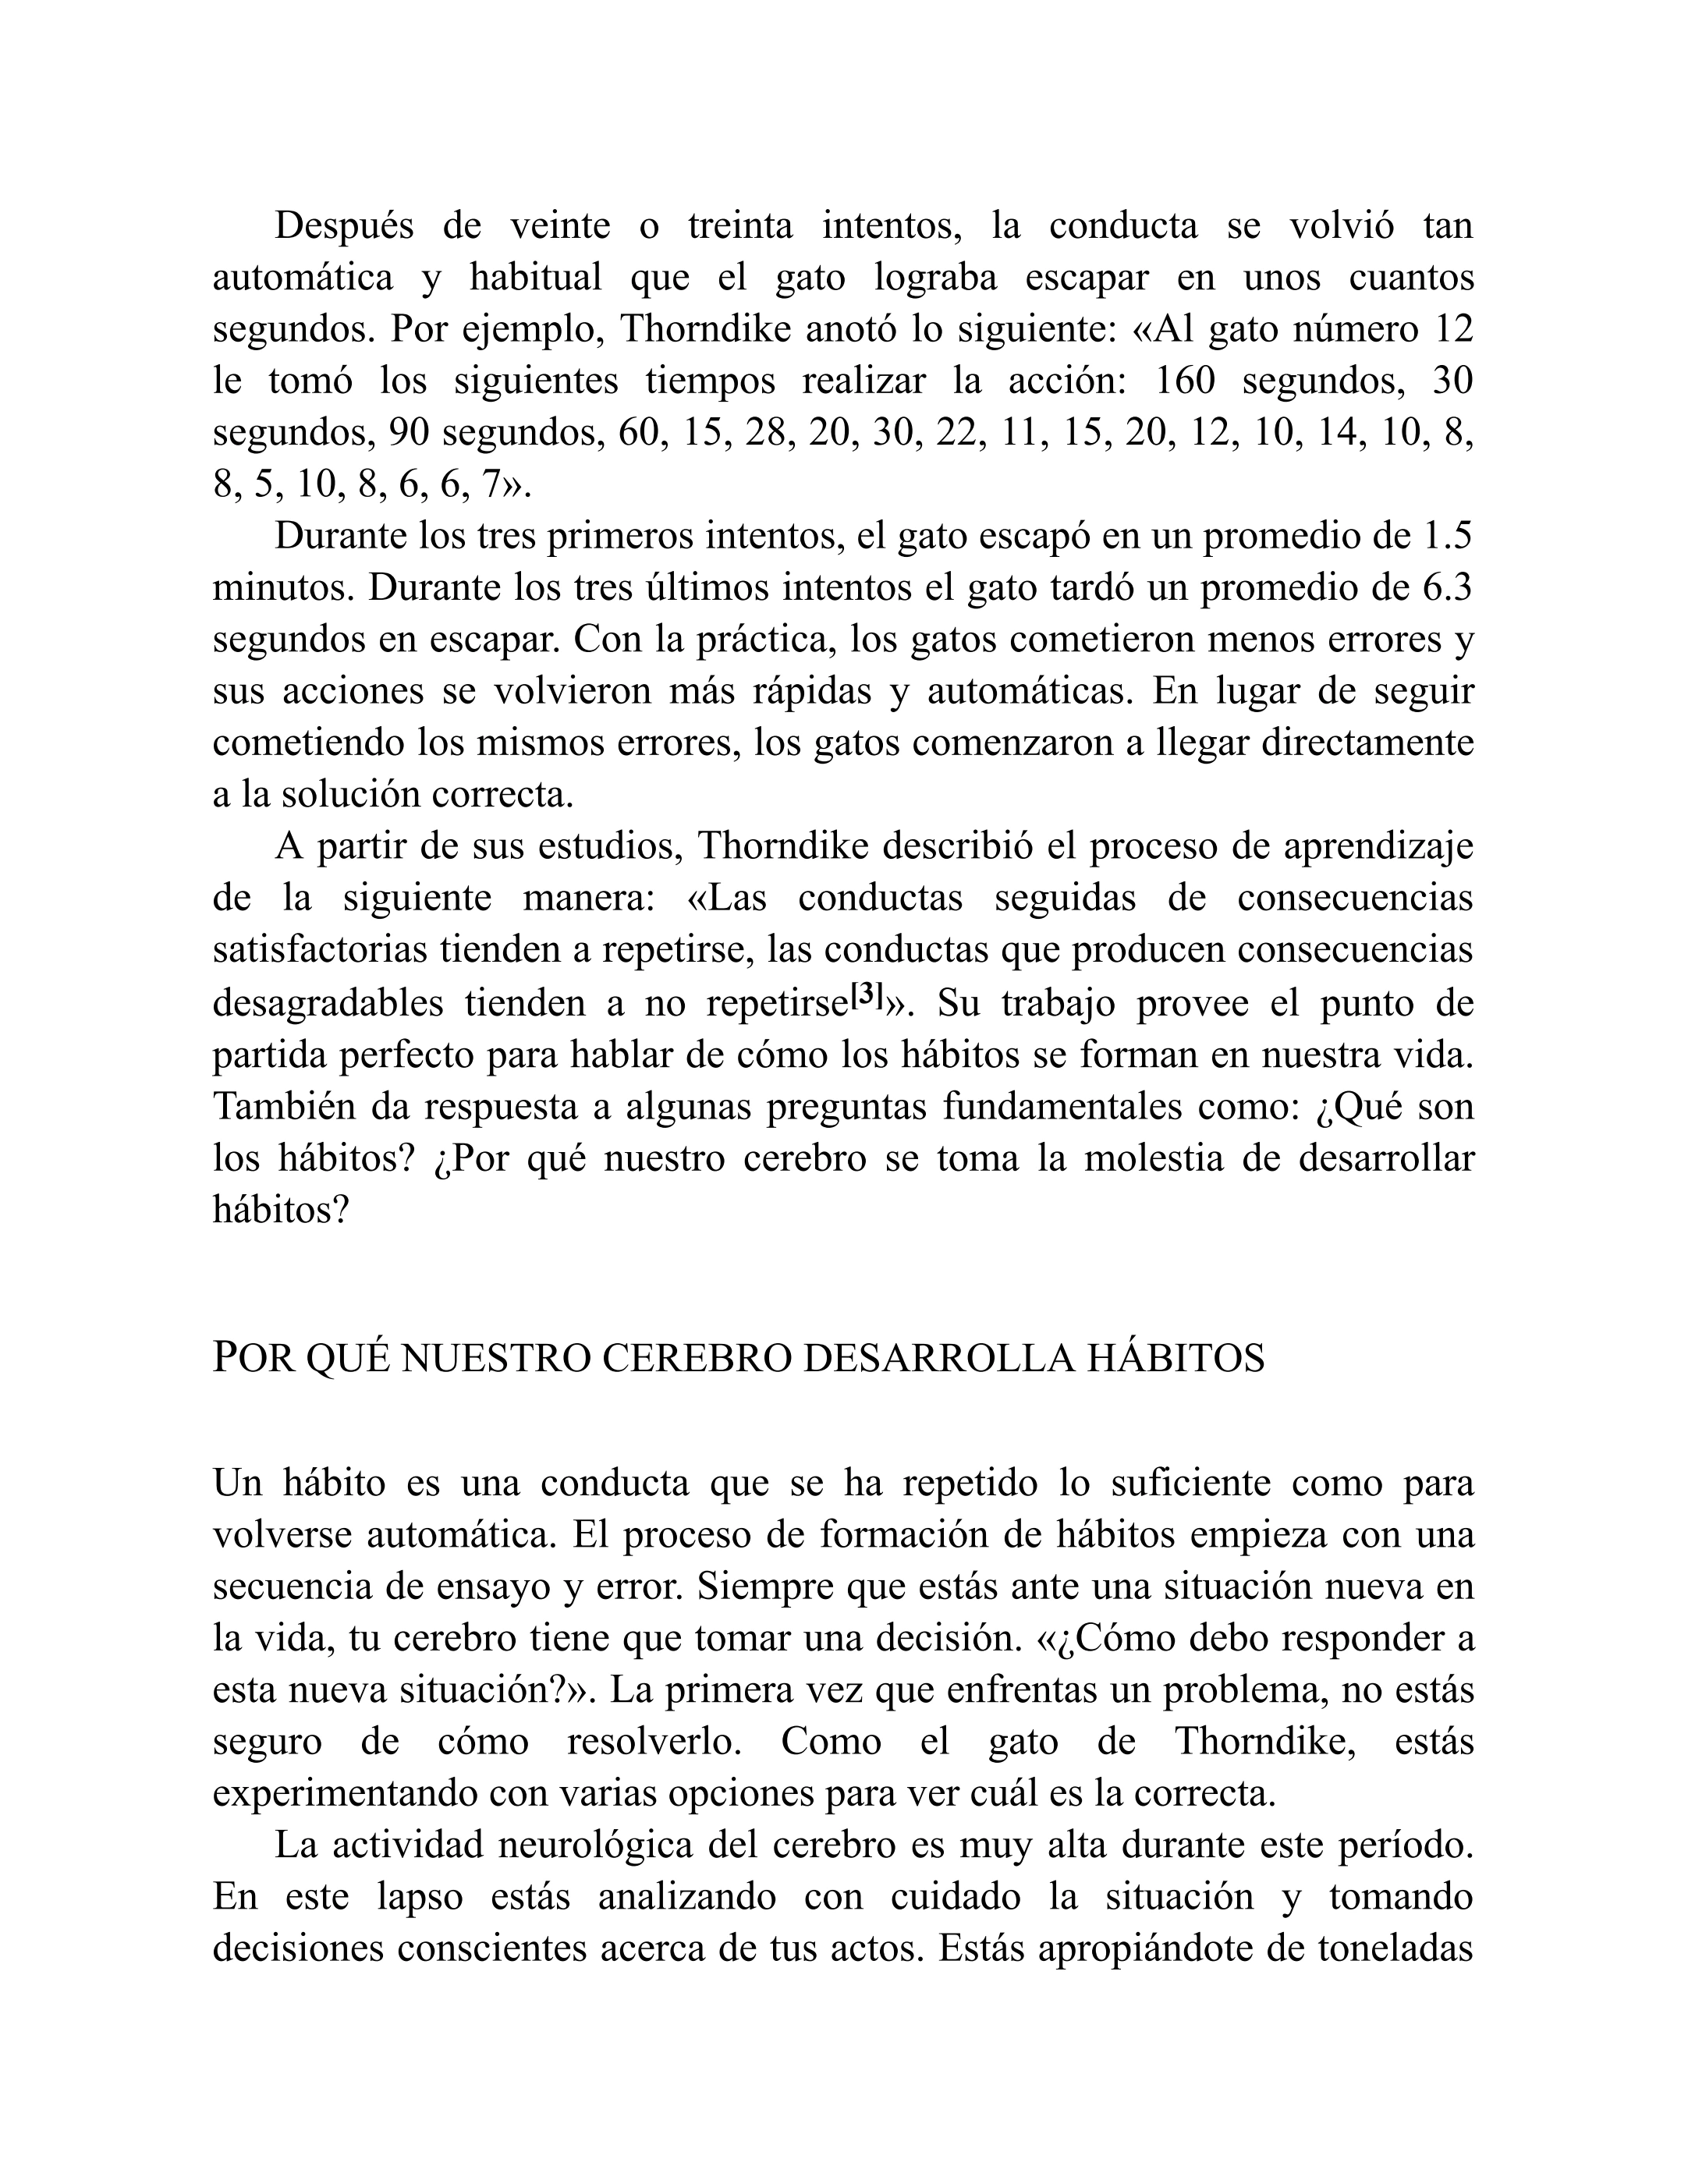 Después de veinte o treinta intentos, la conducta se volvió tan
automática y habitual que el gato lograba escapar en unos cuantos
segundos. Por ejemplo, Thorndike anotó lo siguiente: «Al gato número 12
le tomó los siguientes tiempos realizar la acción: 160 segundos, 30
segundos, 90 segundos, 60, 15, 28, 20, 30, 22, 11, 15, 20, 12, 10, 14, 10, 8,
8, 5, 10, 8, 6, 6, 7».
Durante los tres primeros intentos, el gato escapó en un promedio de 1.5
minutos. Durante los tres últimos intentos el gato tardó un promedio de 6.3
segundos en escapar. Con la práctica, los gatos cometieron menos errores y
sus acciones se volvieron más rápidas y automáticas. En lugar de seguir
cometiendo los mismos errores, los gatos comenzaron a llegar directamente
a la solución correcta.
A partir de sus estudios, Thorndike describió el proceso de aprendizaje
de la siguiente manera: «Las conductas seguidas de consecuencias
satisfactorias tienden a repetirse, las conductas que producen consecuencias
desagradables tienden a no repetirse[3]». Su trabajo provee el punto de
partida perfecto para hablar de cómo los hábitos se forman en nuestra vida.
También da respuesta a algunas preguntas fundamentales como: ¿Qué son
los hábitos? ¿Por qué nuestro cerebro se toma la molestia de desarrollar
hábitos?
POR QUÉ NUESTRO CEREBRO DESARROLLA HÁBITOS
Un hábito es una conducta que se ha repetido lo suficiente como para
volverse automática. El proceso de formación de hábitos empieza con una
secuencia de ensayo y error. Siempre que estás ante una situación nueva en
la vida, tu cerebro tiene que tomar una decisión. «¿Cómo debo responder a
esta nueva situación?». La primera vez que enfrentas un problema, no estás
seguro de cómo resolverlo. Como el gato de Thorndike, estás
experimentando con varias opciones para ver cuál es la correcta.
La actividad neurológica del cerebro es muy alta durante este período.
En este lapso estás analizando con cuidado la situación y tomando
decisiones conscientes acerca de tus actos. Estás apropiándote de toneladas